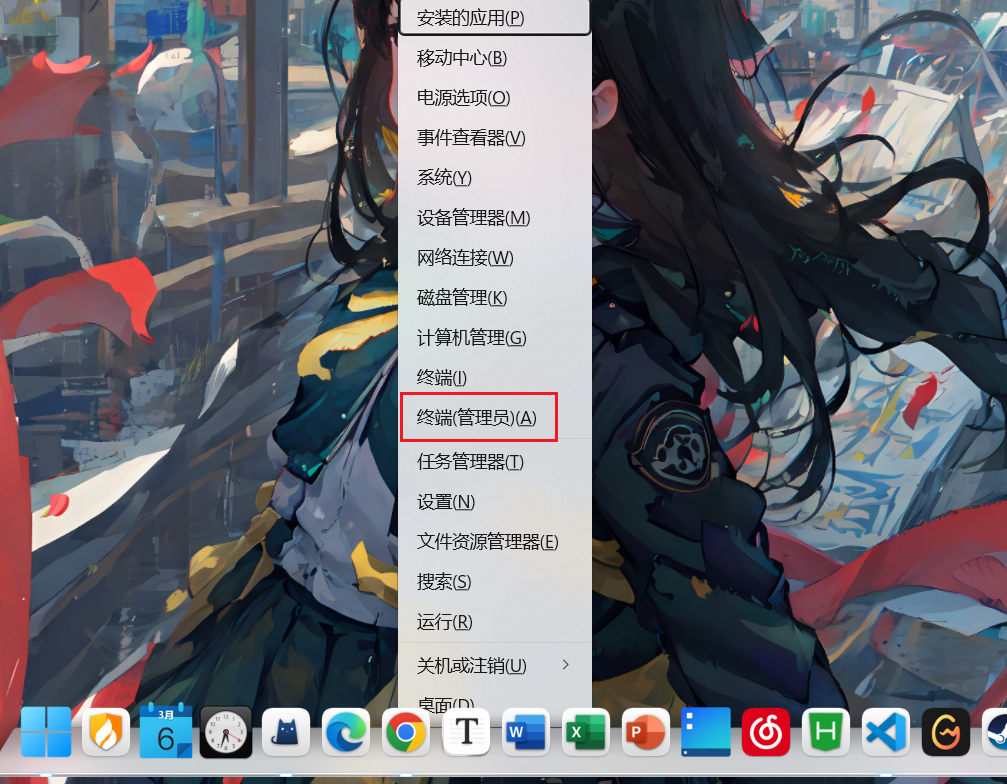 安装的应用(P)
移动中心(B)
电源选项(O)
事件查看器(V)
系统(Y)
设备管理器(M)
网络连接(W)
磁盘管理(K)
计算机管理(G)
终端(I)
终端(管理员)(A)
任务管理器(T)
设置(N)
文件资源管理器(E)
搜索(S)
运行(R)
关机或注销(U)
桌面(D)
3月
6
T
W
X
P
H